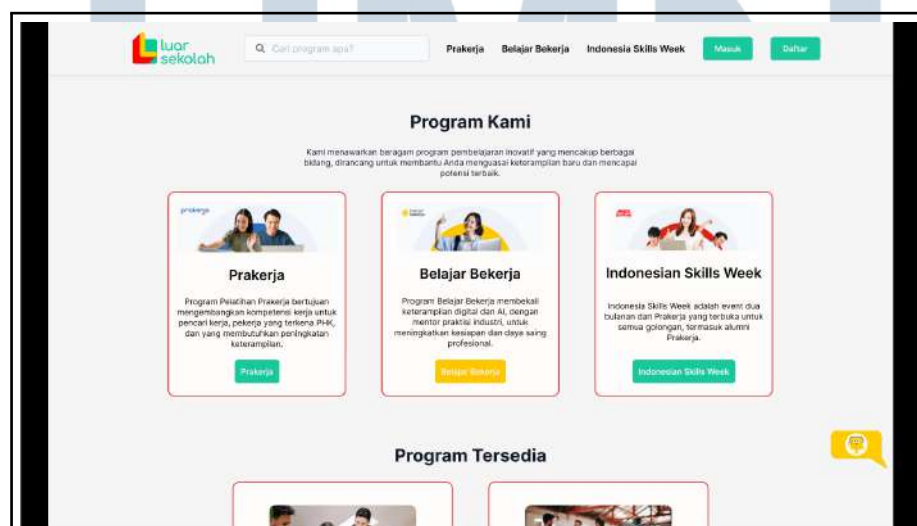 luar
sekolah
Cari program apa?
Prakerja Belajar Bekerja Indonesia Skills Week Masuk Daftar
Program Kami
Kami menawarkan beragam program pembelajaran inovatif yang mencakup berbagai
bidang, dirancang untuk membantu Anda menguasai keterampilan baru dan mencapai
potensi terbaik.
prakerja
Prakerja
Program Pelatihan Prakerja bertujuan
mengembangkan kompetensi kerja untuk
pencari kerja, pekerja yang terkena PHK,
dan yang membutuhkan peningkatan
keterampilan.
Prakerja
Belajar Bekerja
Program Belajar Bekerja membekali
keterampilan digital dan AI, dengan
mentor praktisi industri, untuk
meningkatkan kesiapan dan daya saing
profesional.
Belajar Bekerja
Indonesian Skills Week
Indonesia Skills Week adalah event dua
bulanan dari Prakerja yang terbuka untuk
semua golongan, termasuk alumni
Prakerja.
Indonesian Skills Week
Program Tersedia